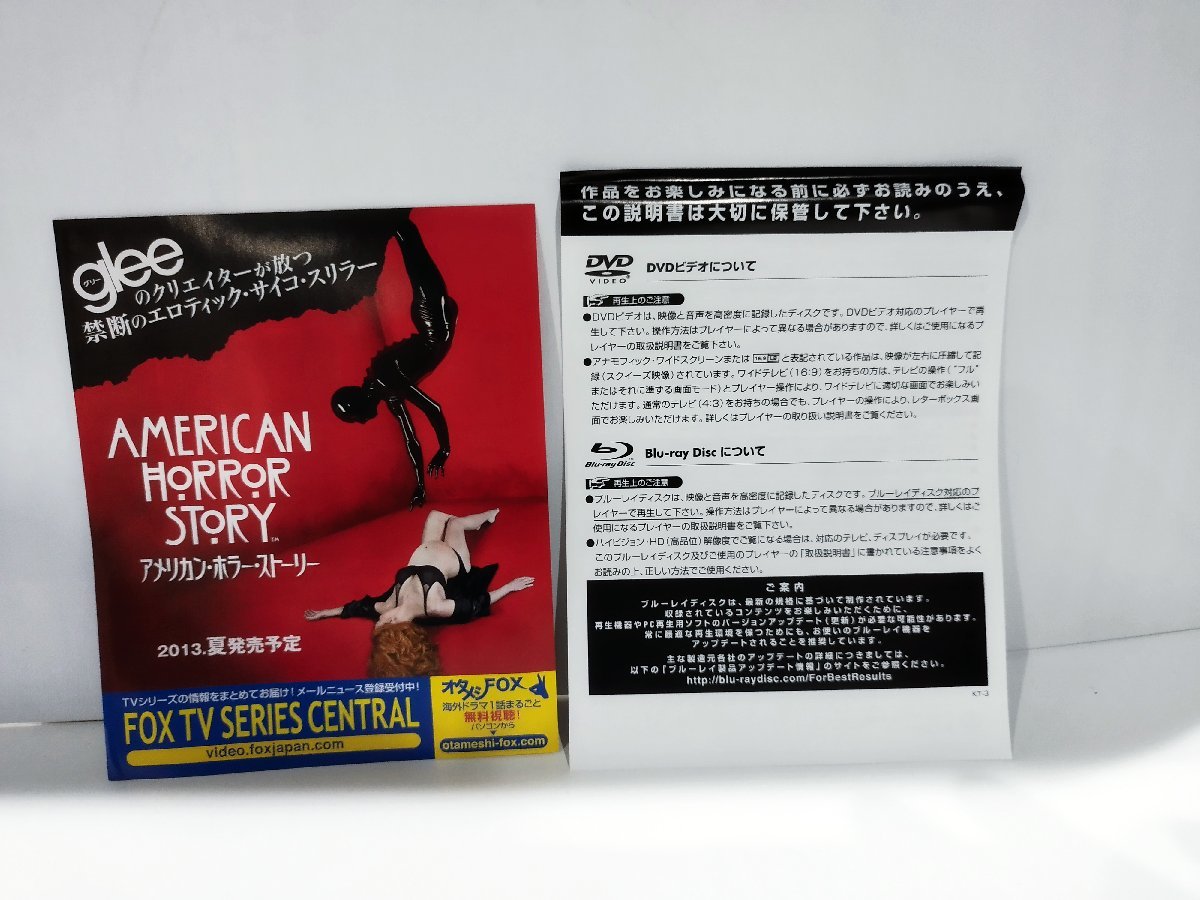 glee
グリー
のクリエイターが放つ
禁断のエロティック・サイコ・スリラー
AMERICAN
HORROR
STORY
アメリカン・ホラー・ストーリー
2013.夏発売予定
TVシリーズの情報をまとめてお届け!メールニュース登録受付中!
FOX TV SERIES CENTRAL
video.foxjapan.com
オタメシFOX
海外ドラマ1話まるごと
無料視聴!
パソコンから
otameshi-fox.com
作品をお楽しみになる前に必ずお読みのうえ、
この説明書は大切に保管して下さい。
DVD
VIDEO
DVDビデオについて
再生上のご注意
●DVDビデオは、映像と音声を高密度に記録したディスクです。DVDビデオ対応のプレイヤーで再
生して下さい。操作方法はプレイヤーによって異なる場合がありますので、詳しくはご使用になるプ
レイヤーの取扱説明書をご覧下さい。
●アナモフィック・ワイドスクリーンまたは 16:9 と表記されている作品は、映像が左右に圧縮して記
録(スクイーズ映像)されています。ワイドテレビ(16:9)をお持ちの方は、テレビの操作("フル"
またはそれに準ずる画面モード)とプレイヤー操作により、ワイドテレビに適切な画面でお楽しみい
ただけます。通常のテレビ(4:3)をお持ちの場合でも、プレイヤーの操作により、レターボックス画
面でお楽しみいただけます。詳しくはプレイヤーの取り扱い説明書をご覧ください。
Blu-ray Disc
Blu-ray Disc について
再生上のご注意
●ブルーレイディスクは、映像と音声を高密度に記録したディスクです。ブルーレイディスク対応のプ
レイヤーで再生して下さい。操作方法はプレイヤーによって異なる場合がありますので、詳しくはご
使用になるプレイヤーの取扱説明書をご覧下さい。
●ハイビジョン・HD(高品位)解像度でご覧になる場合は、対応のテレビ、ディスプレイが必要です。
このブルーレイディスク及びご使用のプレイヤーの「取扱説明書」に書かれている注意事項をよく
お読みの上、正しい方法でご使用ください。
ご案内
ブルーレイディスクは、最新の規格に基づいて制作されています。
収録されているコンテンツをお楽しみいただくために、
再生機器やPC再生用ソフトのバージョンアップデート(更新)が必要な可能性があります。
常に最適な再生環境を保つためにも、お使いのブルーレイ機器を
アップデートされることを推奨しています。
主な製造元各社のアップデートの詳細につきましては、
以下の「ブルーレイ製品アップデート情報」のサイトをご参照ください。
http://blu-raydisc.com/ForBestResults
KT-3